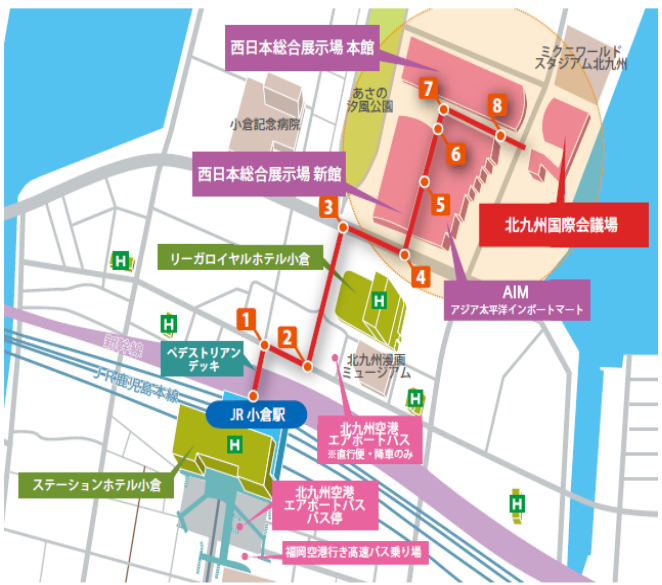 西日本総合展示場 本館
ミクニワールド
スタジアム北九州
あさの
汐風公園
小倉記念病院
7
8
6
西日本総合展示場 新館
5
北九州国際会議場
3
リーガロイヤルホテル小倉
4
H
H
AIM
アジア太平洋インポートマート
H
1
2
新幹線
ペデストリアン
デッキ
北九州漫画
ミュージアム
JR鹿児島本線
H
JR 小倉駅
北九州空港
エアポートバス
※直行便・降車のみ
H
ステーションホテル小倉
北九州空港
エアポートバス
バス停
H
福岡空港行き高速バス乗り場